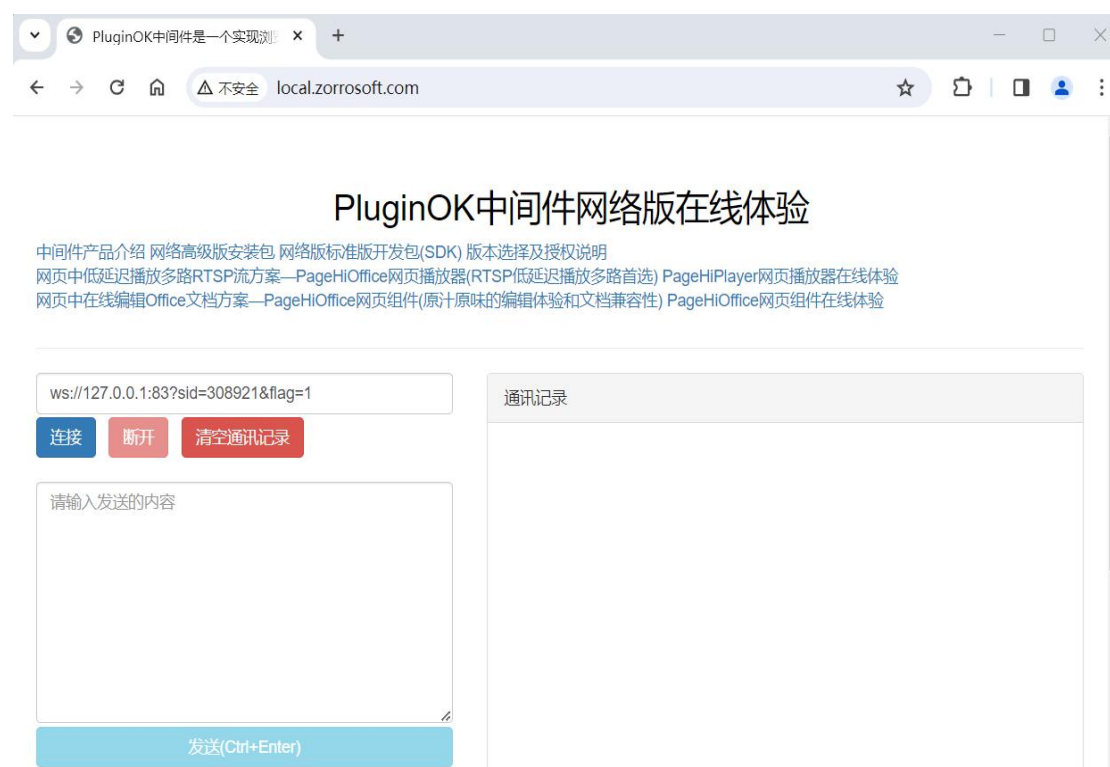 PluginOK中间件是一个实现浏
不安全 local.zorrosoft.com
PluginOK中间件网络版在线体验
中间件产品介绍 网络高级版安装包 网络版标准版开发包(SDK) 版本选择及授权说明
网页中低延迟播放多路RTSP流方案—PageHiOffice网页播放器(RTSP低延迟播放多路首选) PageHiPlayer网页播放器在线体验
网页中在线编辑Office文档方案—PageHiOffice网页组件(原汁原味的编辑体验和文档兼容性) PageHiOffice网页组件在线体验
ws://127.0.0.1:83?sid=308921&flag=1
连接 断开 清空通讯记录
通讯记录
请输入发送的内容
发送(Ctrl+Enter)